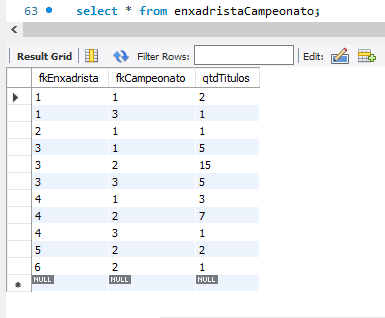 63 select * from enxadristaCampeonato;
Result Grid Filter Rows: Edit:
fkEnxadrista fkCampeonato qtdTitulos
1 1 2
1 3 1
2 1 1
3 1 5
3 2 15
3 3 5
4 1 3
4 2 7
4 3 1
5 2 2
6 2 1
NULL NULL NULL